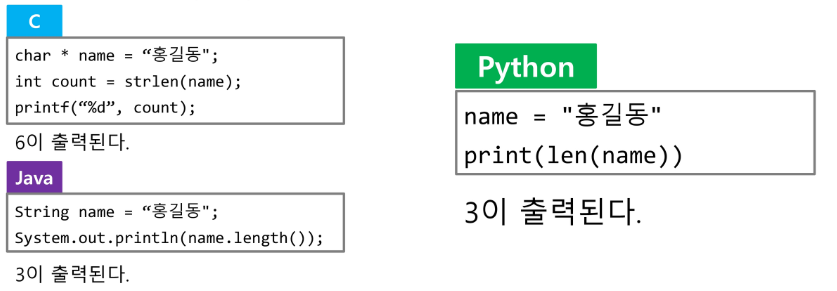 C
char * name = “홍길동";
int count = strlen(name);
printf(“%d”, count);
6이 출력된다.
Java
String name = “홍길동";
System.out.println(name.length());
3이 출력된다.
Python
name = "홍길동"
print(len(name))
3이 출력된다.